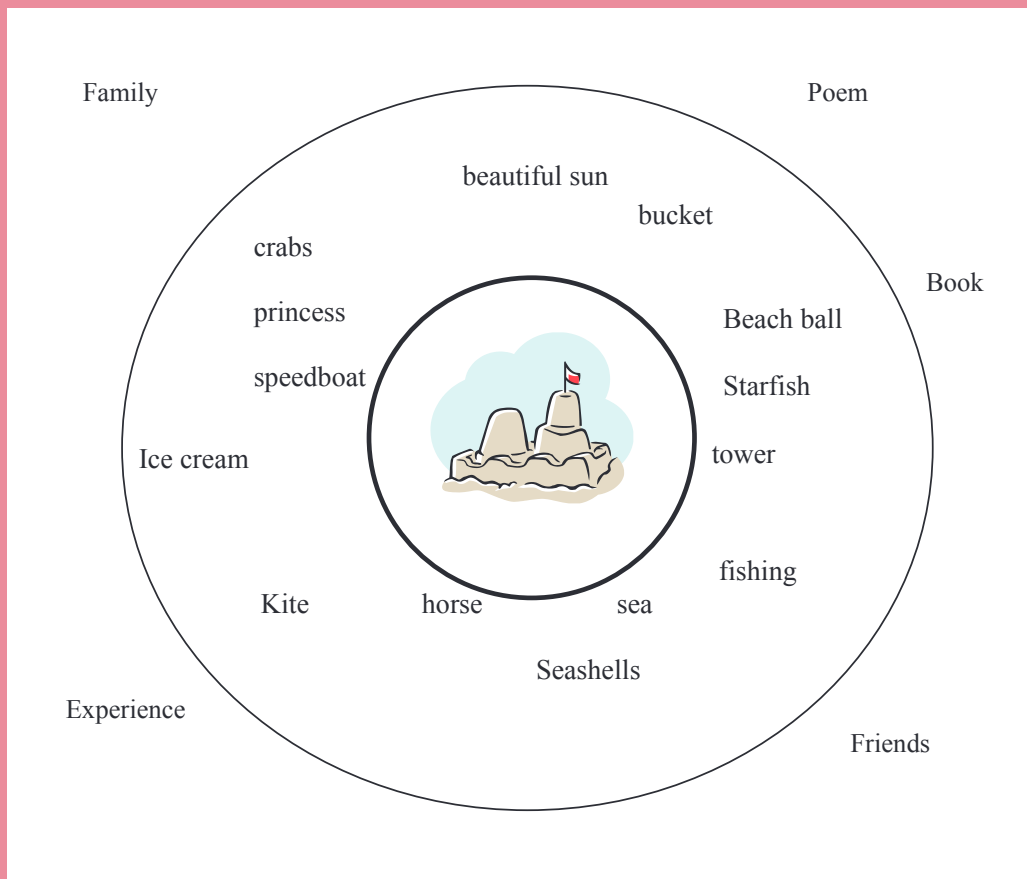 Family
Poem
beautiful sun
bucket
crabs
Book
princess
Beach ball
speedboat
Starfish
Ice cream
tower
fishing
Kite
horse
sea
Seashells
Experience
Friends